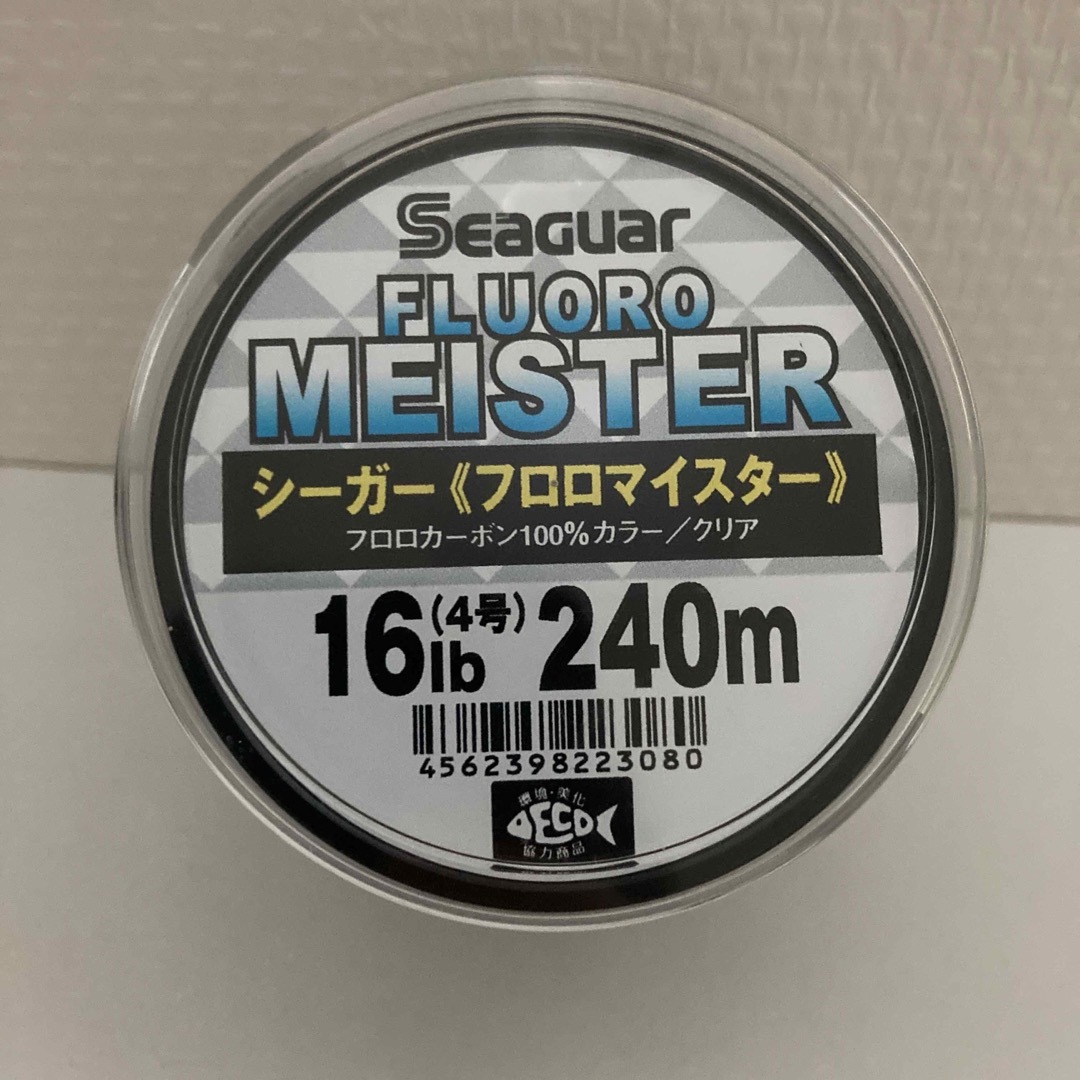 Seaguar
FLUORO
MEISTER
シーガー《フロロマイスター》
フロロカーボン100%カラー/クリア
16lb(4号)240m
4562398223080
環境・美化
ECO
協力商品